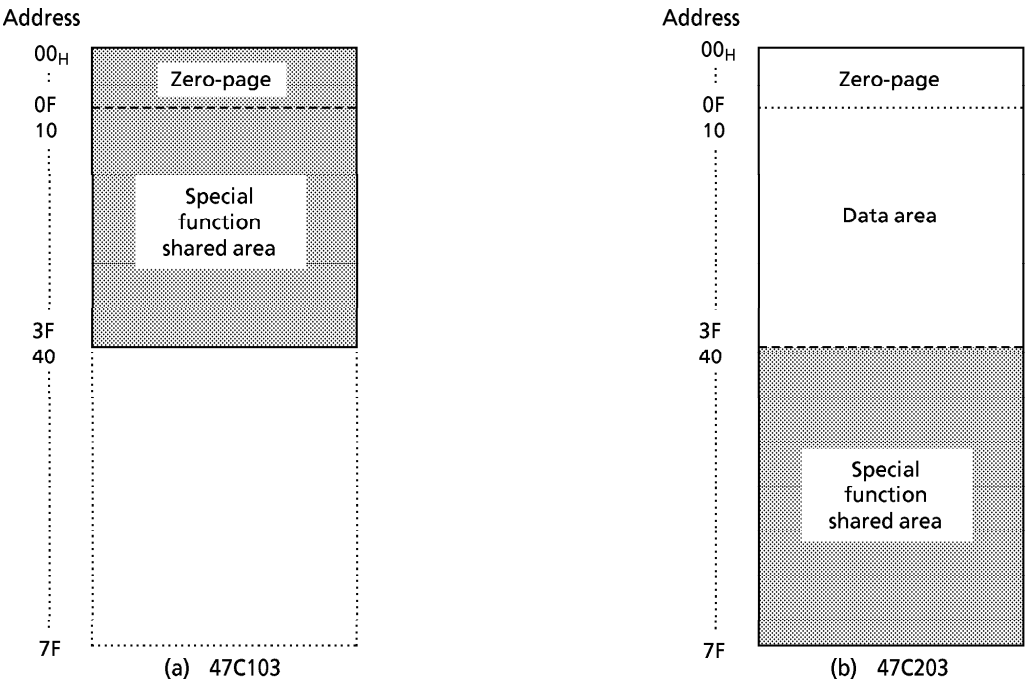 Address
00H
0F
10
3F
40
7F
Zero-page
Special
function
shared area
(a) 47C103
Address
00H
0F
10
3F
40
7F
Zero-page
Data area
Special
function
shared area
(b) 47C203